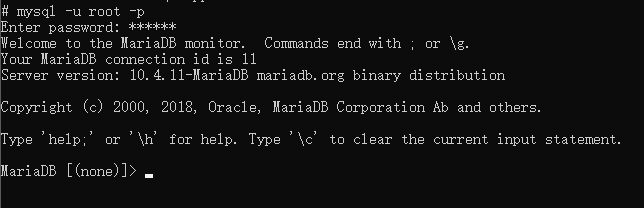 # mysql -u root -p
Enter password: ******
Welcome to the MariaDB monitor.  Commands end with ; or \g.
Your MariaDB connection id is 11
Server version: 10.4.11-MariaDB mariadb.org binary distribution

Copyright (c) 2000, 2018, Oracle, MariaDB Corporation Ab and others.

Type 'help;' or '\h' for help. Type '\c' to clear the current input statement.

MariaDB [(none)]> _